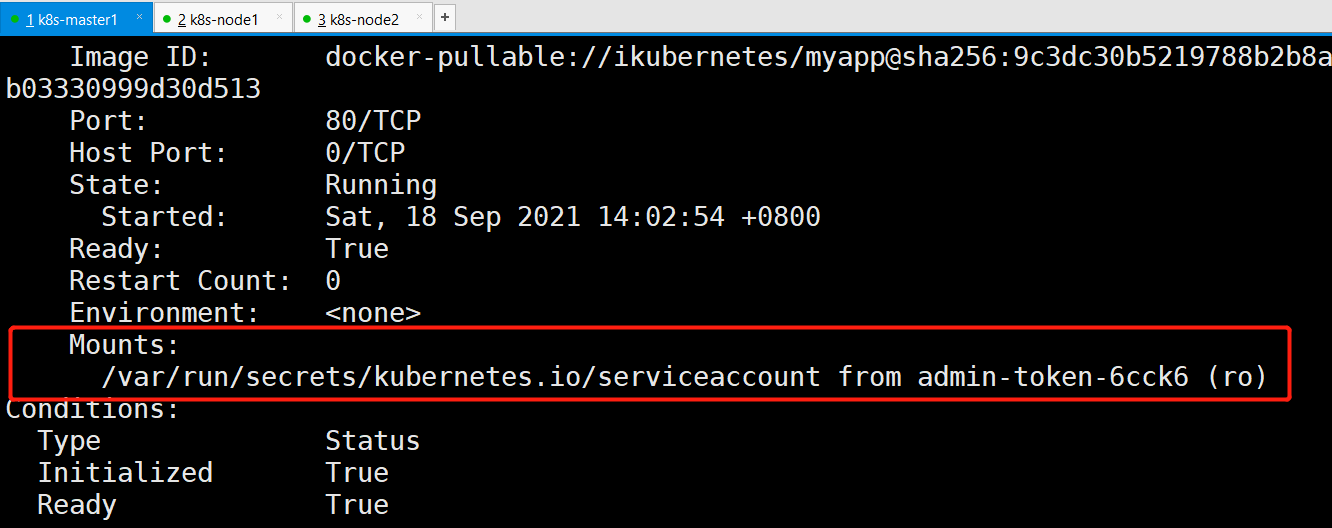 1 k8s-master1 × 2 k8s-node1 × 3 k8s-node2 × +
Image ID: docker-pullable://ikubernetes/myapp@sha256:9c3dc30b5219788b2b8a
b03330999d30d513
Port: 80/TCP
Host Port: 0/TCP
State: Running
Started: Sat, 18 Sep 2021 14:02:54 +0800
Ready: True
Restart Count: 0
Environment: <none>
Mounts:
/var/run/secrets/kubernetes.io/serviceaccount from admin-token-6cck6 (ro)
Conditions:
Type Status
Initialized True
Ready True